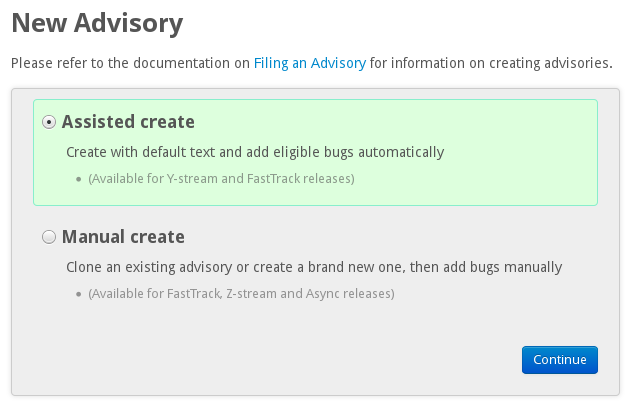 New Advisory
Please refer to the documentation on Filing an Advisory for information on creating advisories.
Assisted create
Create with default text and add eligible bugs automatically
• (Available for Y-stream and FastTrack releases)
Manual create
Clone an existing advisory or create a brand new one, then add bugs manually
• (Available for FastTrack, Z-stream and Async releases)
Continue